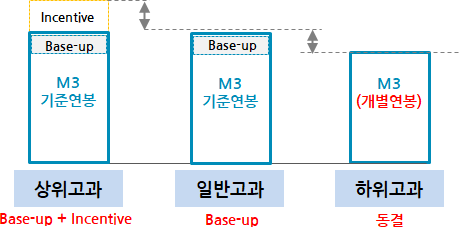 Incentive
Base-up
Base-up
M3
기준연봉
M3
기준연봉
M3
(개별연봉)
상위고과
일반고과
하위고과
Base-up + Incentive
Base-up
동결